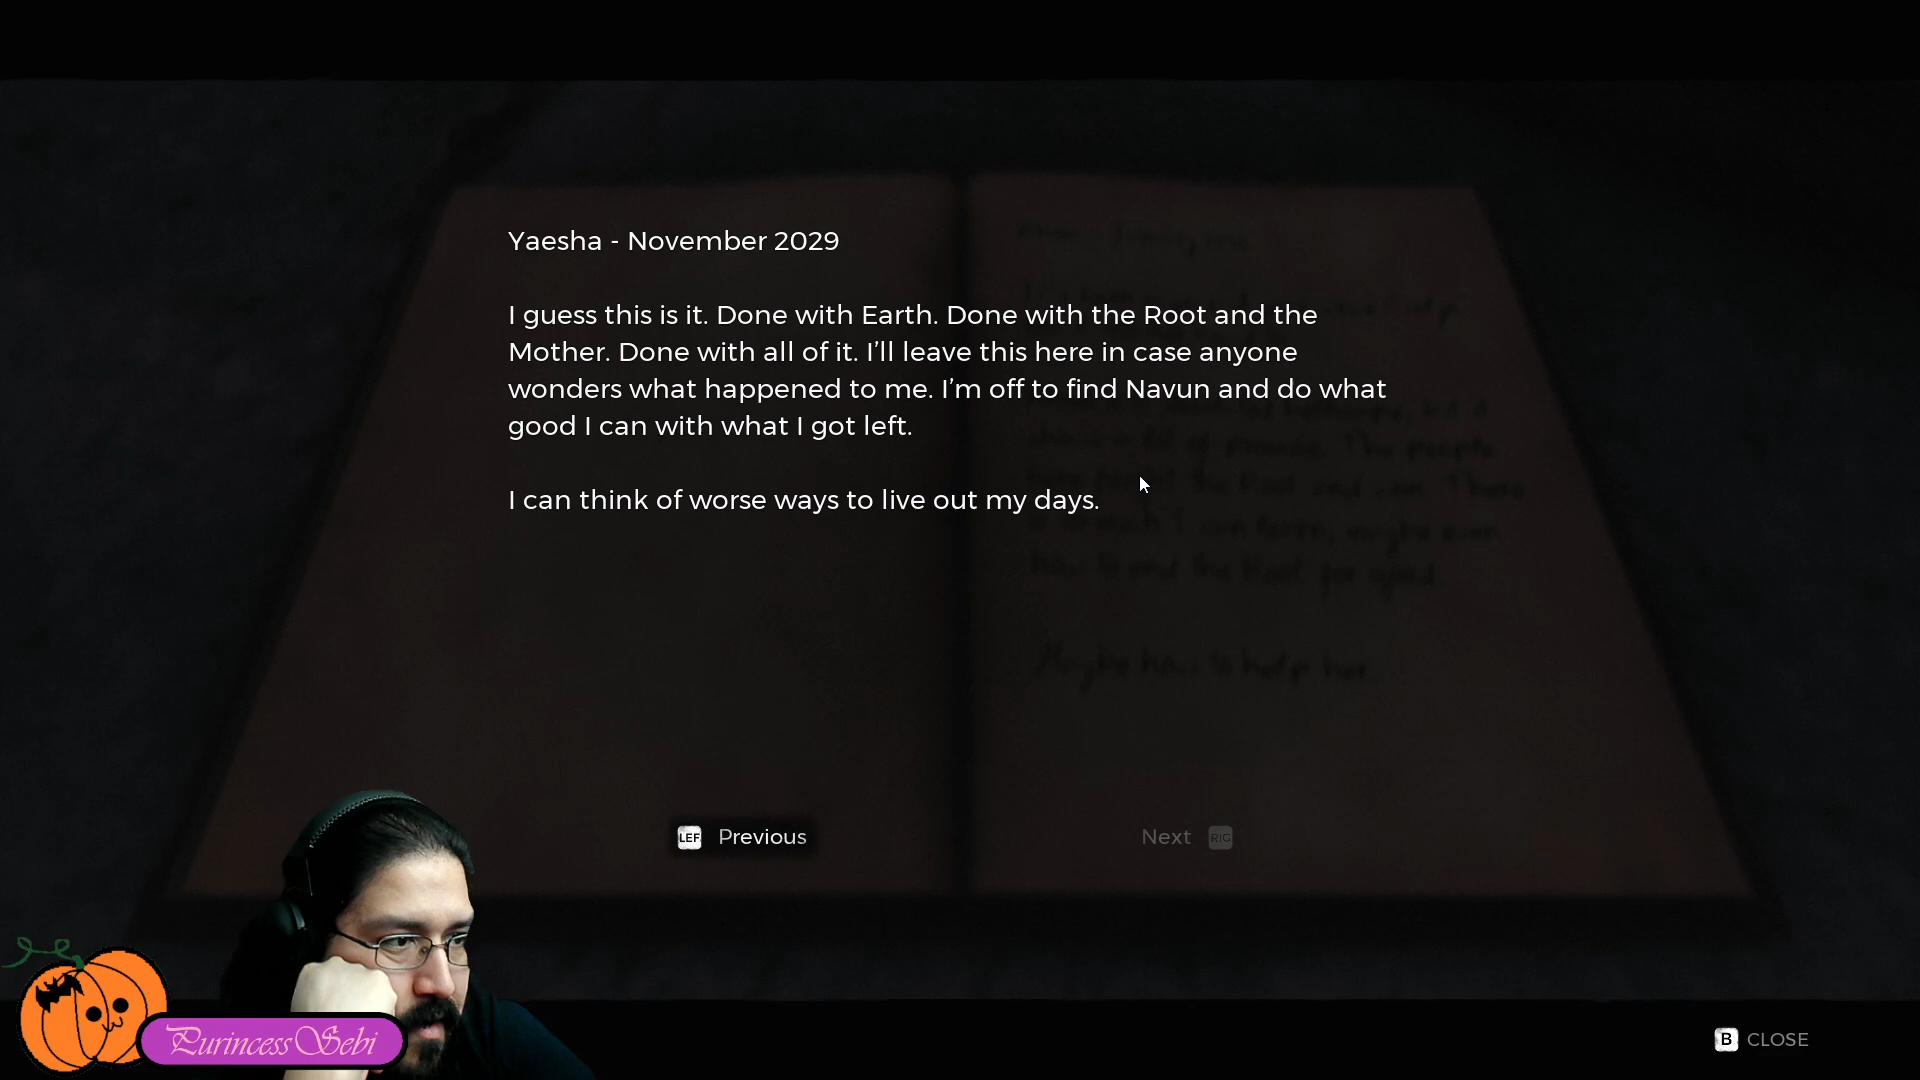 Yaesha - November 2029
I guess this is it. Done with Earth. Done with the Root and the
Mother. Done with all of it. I’ll leave this here in case anyone
wonders what happened to me. I’m off to find Navun and do what
good I can with what I got left.
I can think of worse ways to live out my days.
LEF Previous
Next RIG
PurincessSebi
B CLOSE